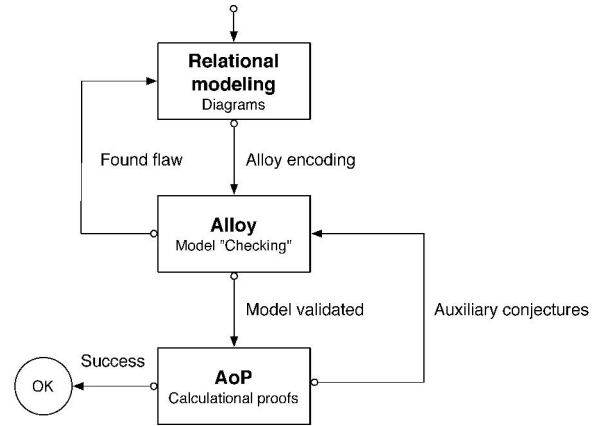 Relational
modeling
Diagrams
Found flaw
Alloy encoding
Alloy
Model "Checking"
Model validated
Auxiliary conjectures
Success
OK
AoP
Calculational proofs